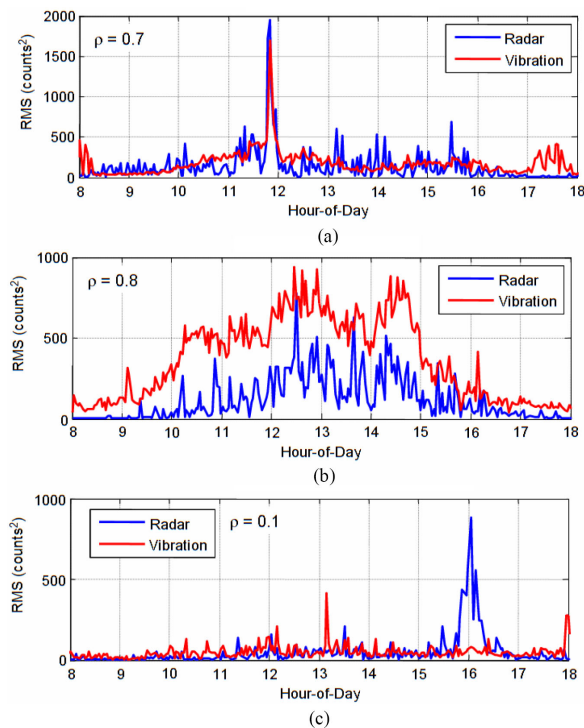 2000
1500
1000
500
0
RMS (counts²)
ρ = 0.7
Radar
Vibration
8 9 10 11 12 13 14 15 16 17 18
Hour-of-Day
(a)
1000
500
0
RMS (counts²)
ρ = 0.8
Radar
Vibration
8 9 10 11 12 13 14 15 16 17 18
Hour-of-Day
(b)
1000
500
0
RMS (counts²)
Radar
Vibration
ρ = 0.1
8 9 10 11 12 13 14 15 16 17 18
Hour-of-Day
(c)